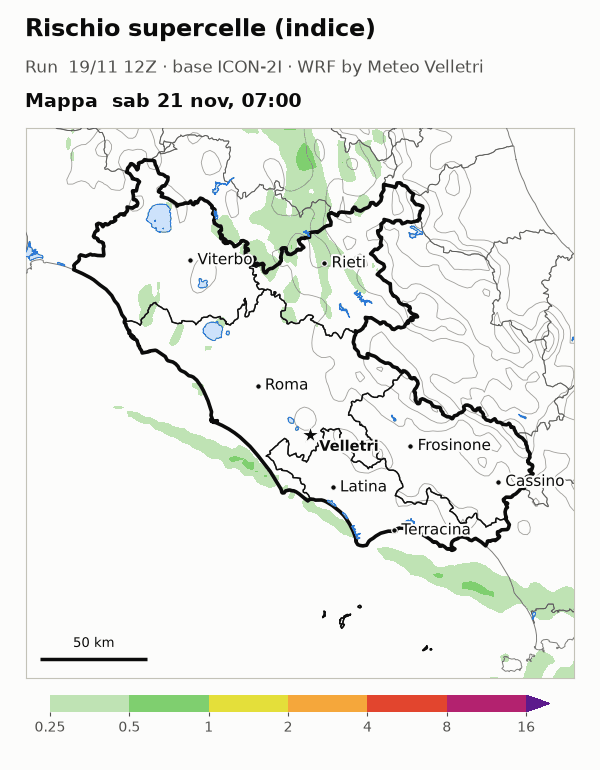 Rischio supercelle (indice)
Run  19/11 12Z · base ICON-2I · WRF by Meteo Velletri
Mappa  sab 21 nov, 07:00
Viterbo
Rieti
Roma
Velletri
Frosinone
Cassino
Latina
Terracina
50 km
0.25 0.5 1 2 4 8 16